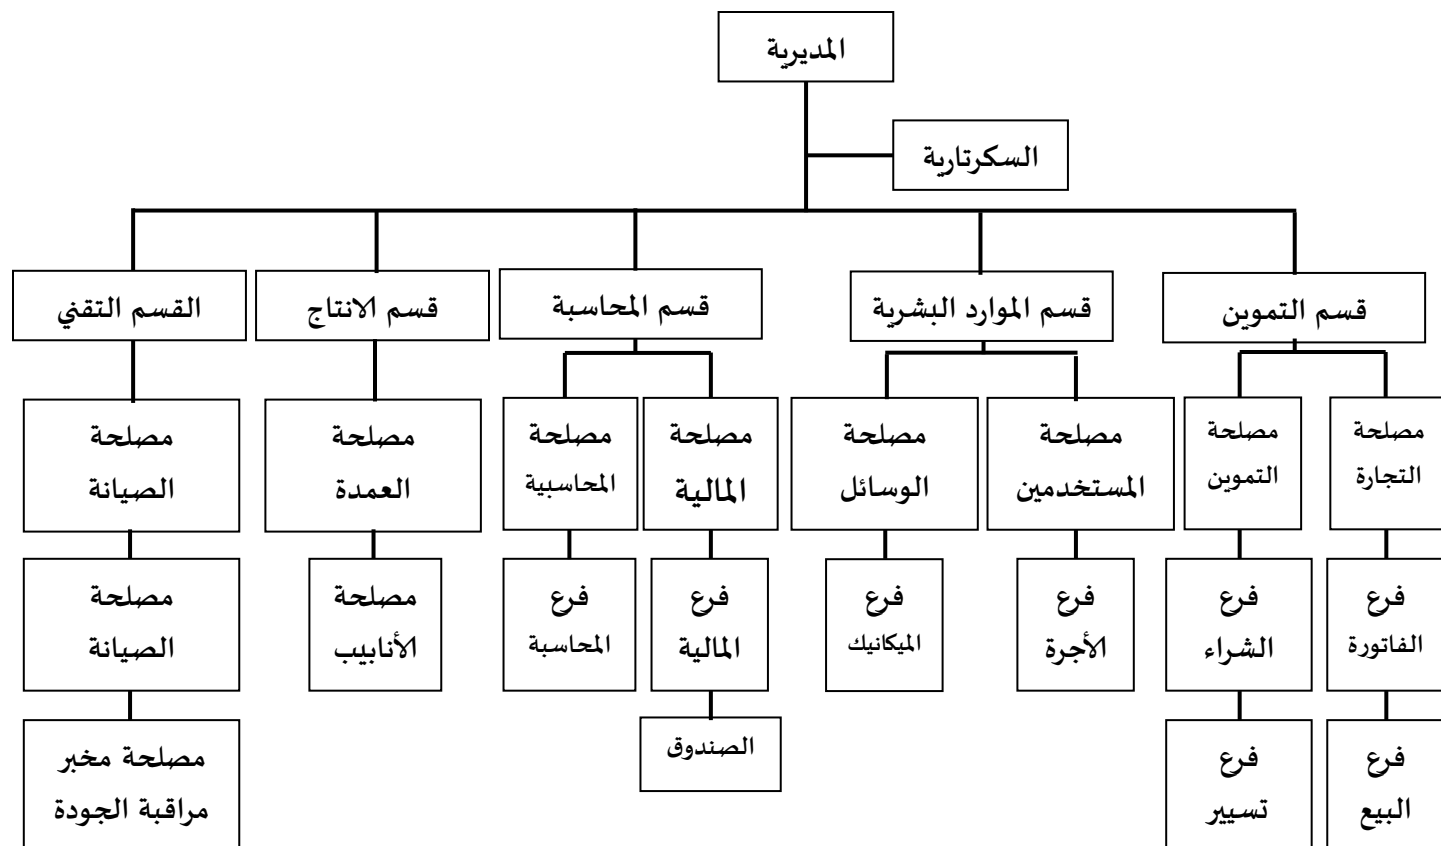 المديرية
السكرتارية
قسم التموين
قسم الموارد البشرية
قسم المحاسبة
قسم الانتاج
القسم التقني
مصلحة
التجارة
مصلحة
التموين
مصلحة
المستخدمين
مصلحة
الوسائل
مصلحة
المالية
مصلحة
المحاسبية
مصلحة
العمدة
مصلحة
الصيانة
فرع
الفاتورة
فرع
الشراء
فرع
الأجرة
فرع
الميكانيك
فرع
المالية
فرع
المحاسبة
مصلحة
الأنابيب
مصلحة
الصيانة
فرع
البيع
فرع
تسيير
الصندوق
مصلحة مخبر
مراقبة الجودة